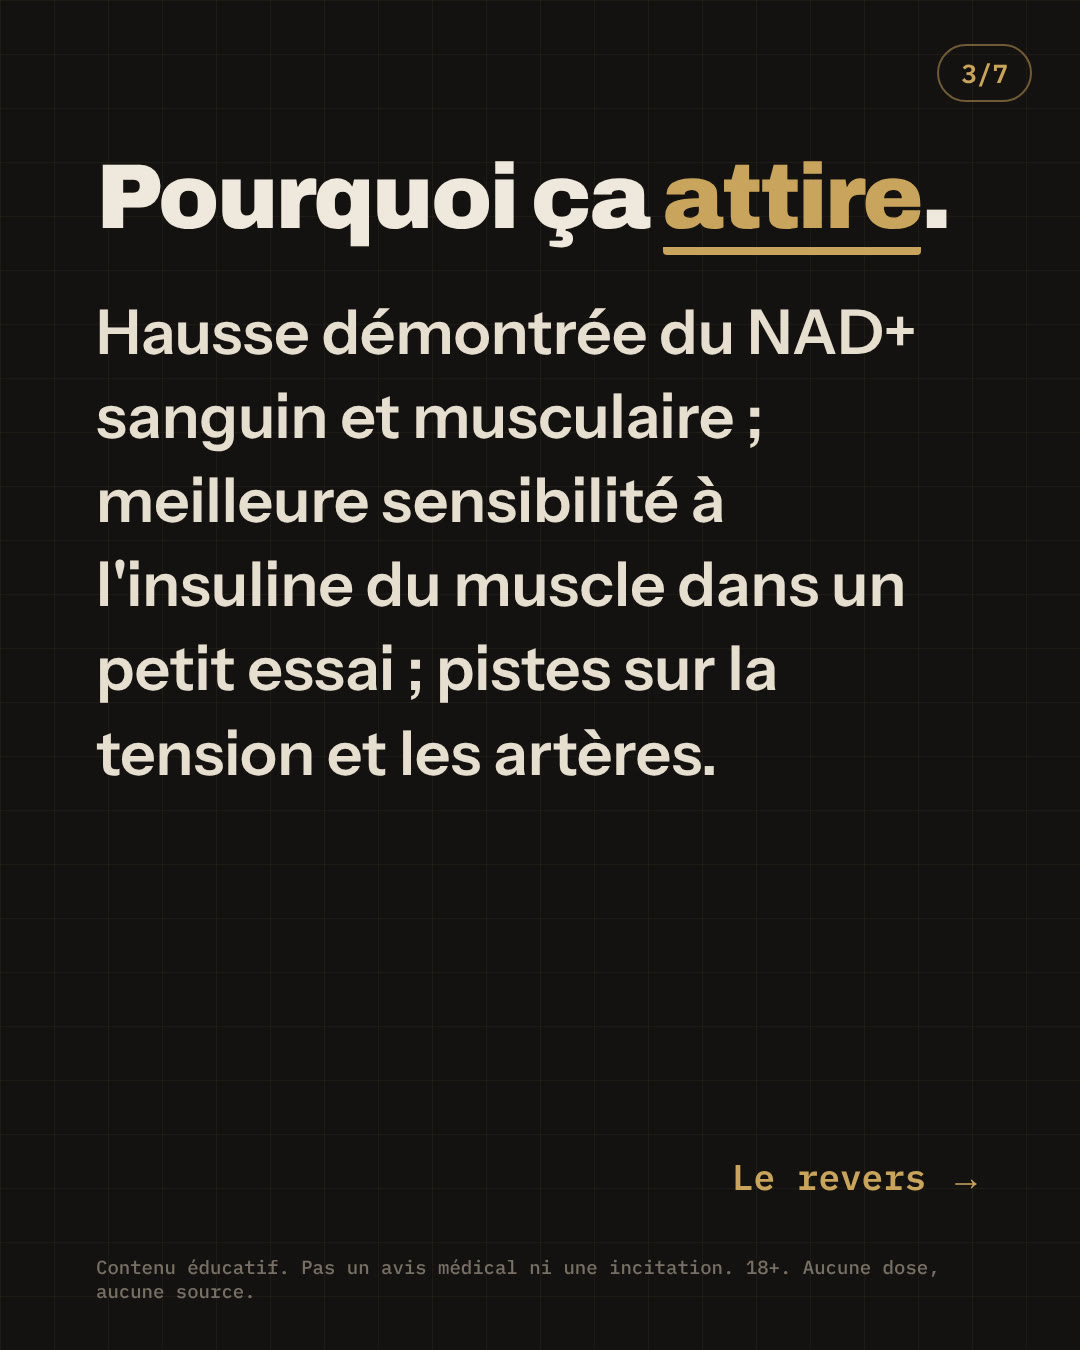 3/7
Pourquoi ça attire.
Hausse démontrée du NAD+
sanguin et musculaire ;
meilleure sensibilité à
l'insuline du muscle dans un
petit essai ; pistes sur la
tension et les artères.
Le revers →
Contenu éducatif. Pas un avis médical ni une incitation. 18+. Aucune dose,
aucune source.